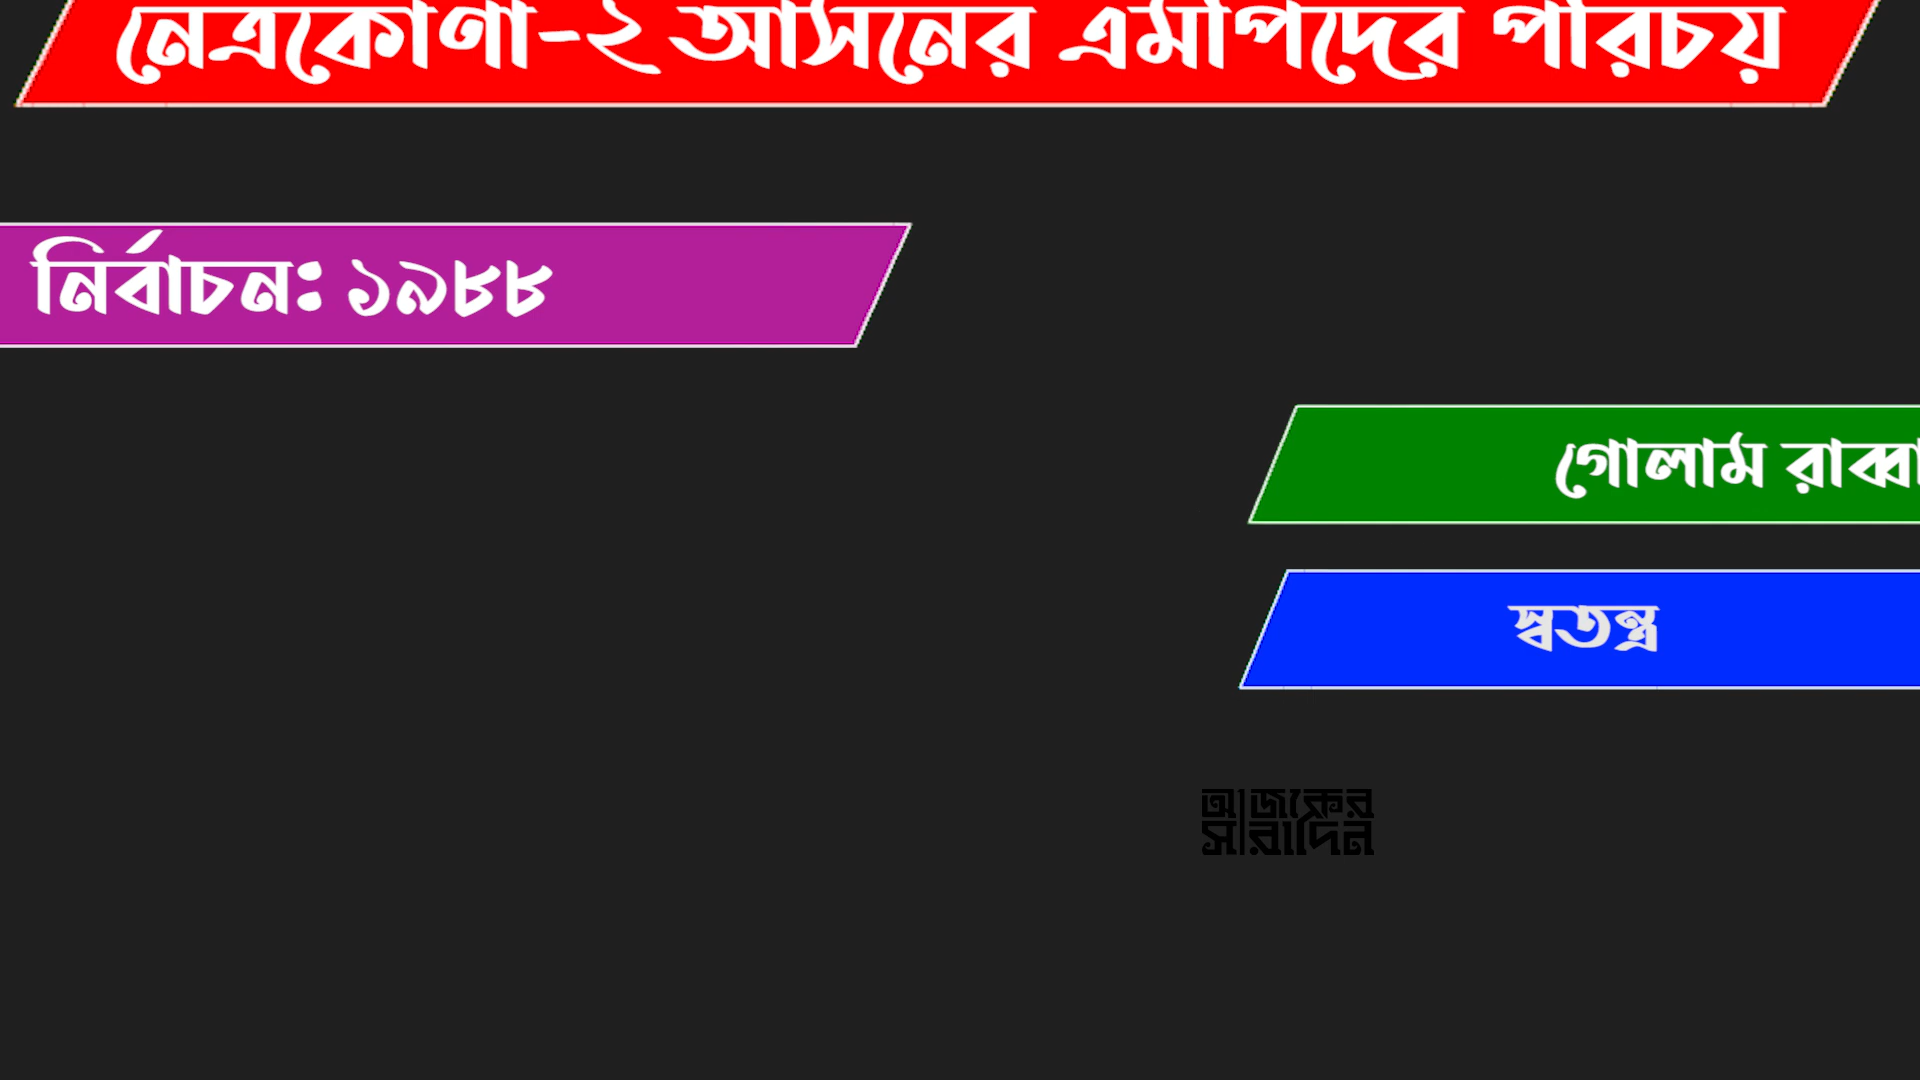 নেত্রকোণা-২ আসনের এমপিদের পরিচয়
নির্বাচন: ১৯৮৮
গোলাম রাব্বা
স্বতন্ত্র
আজকের
সারাদিন